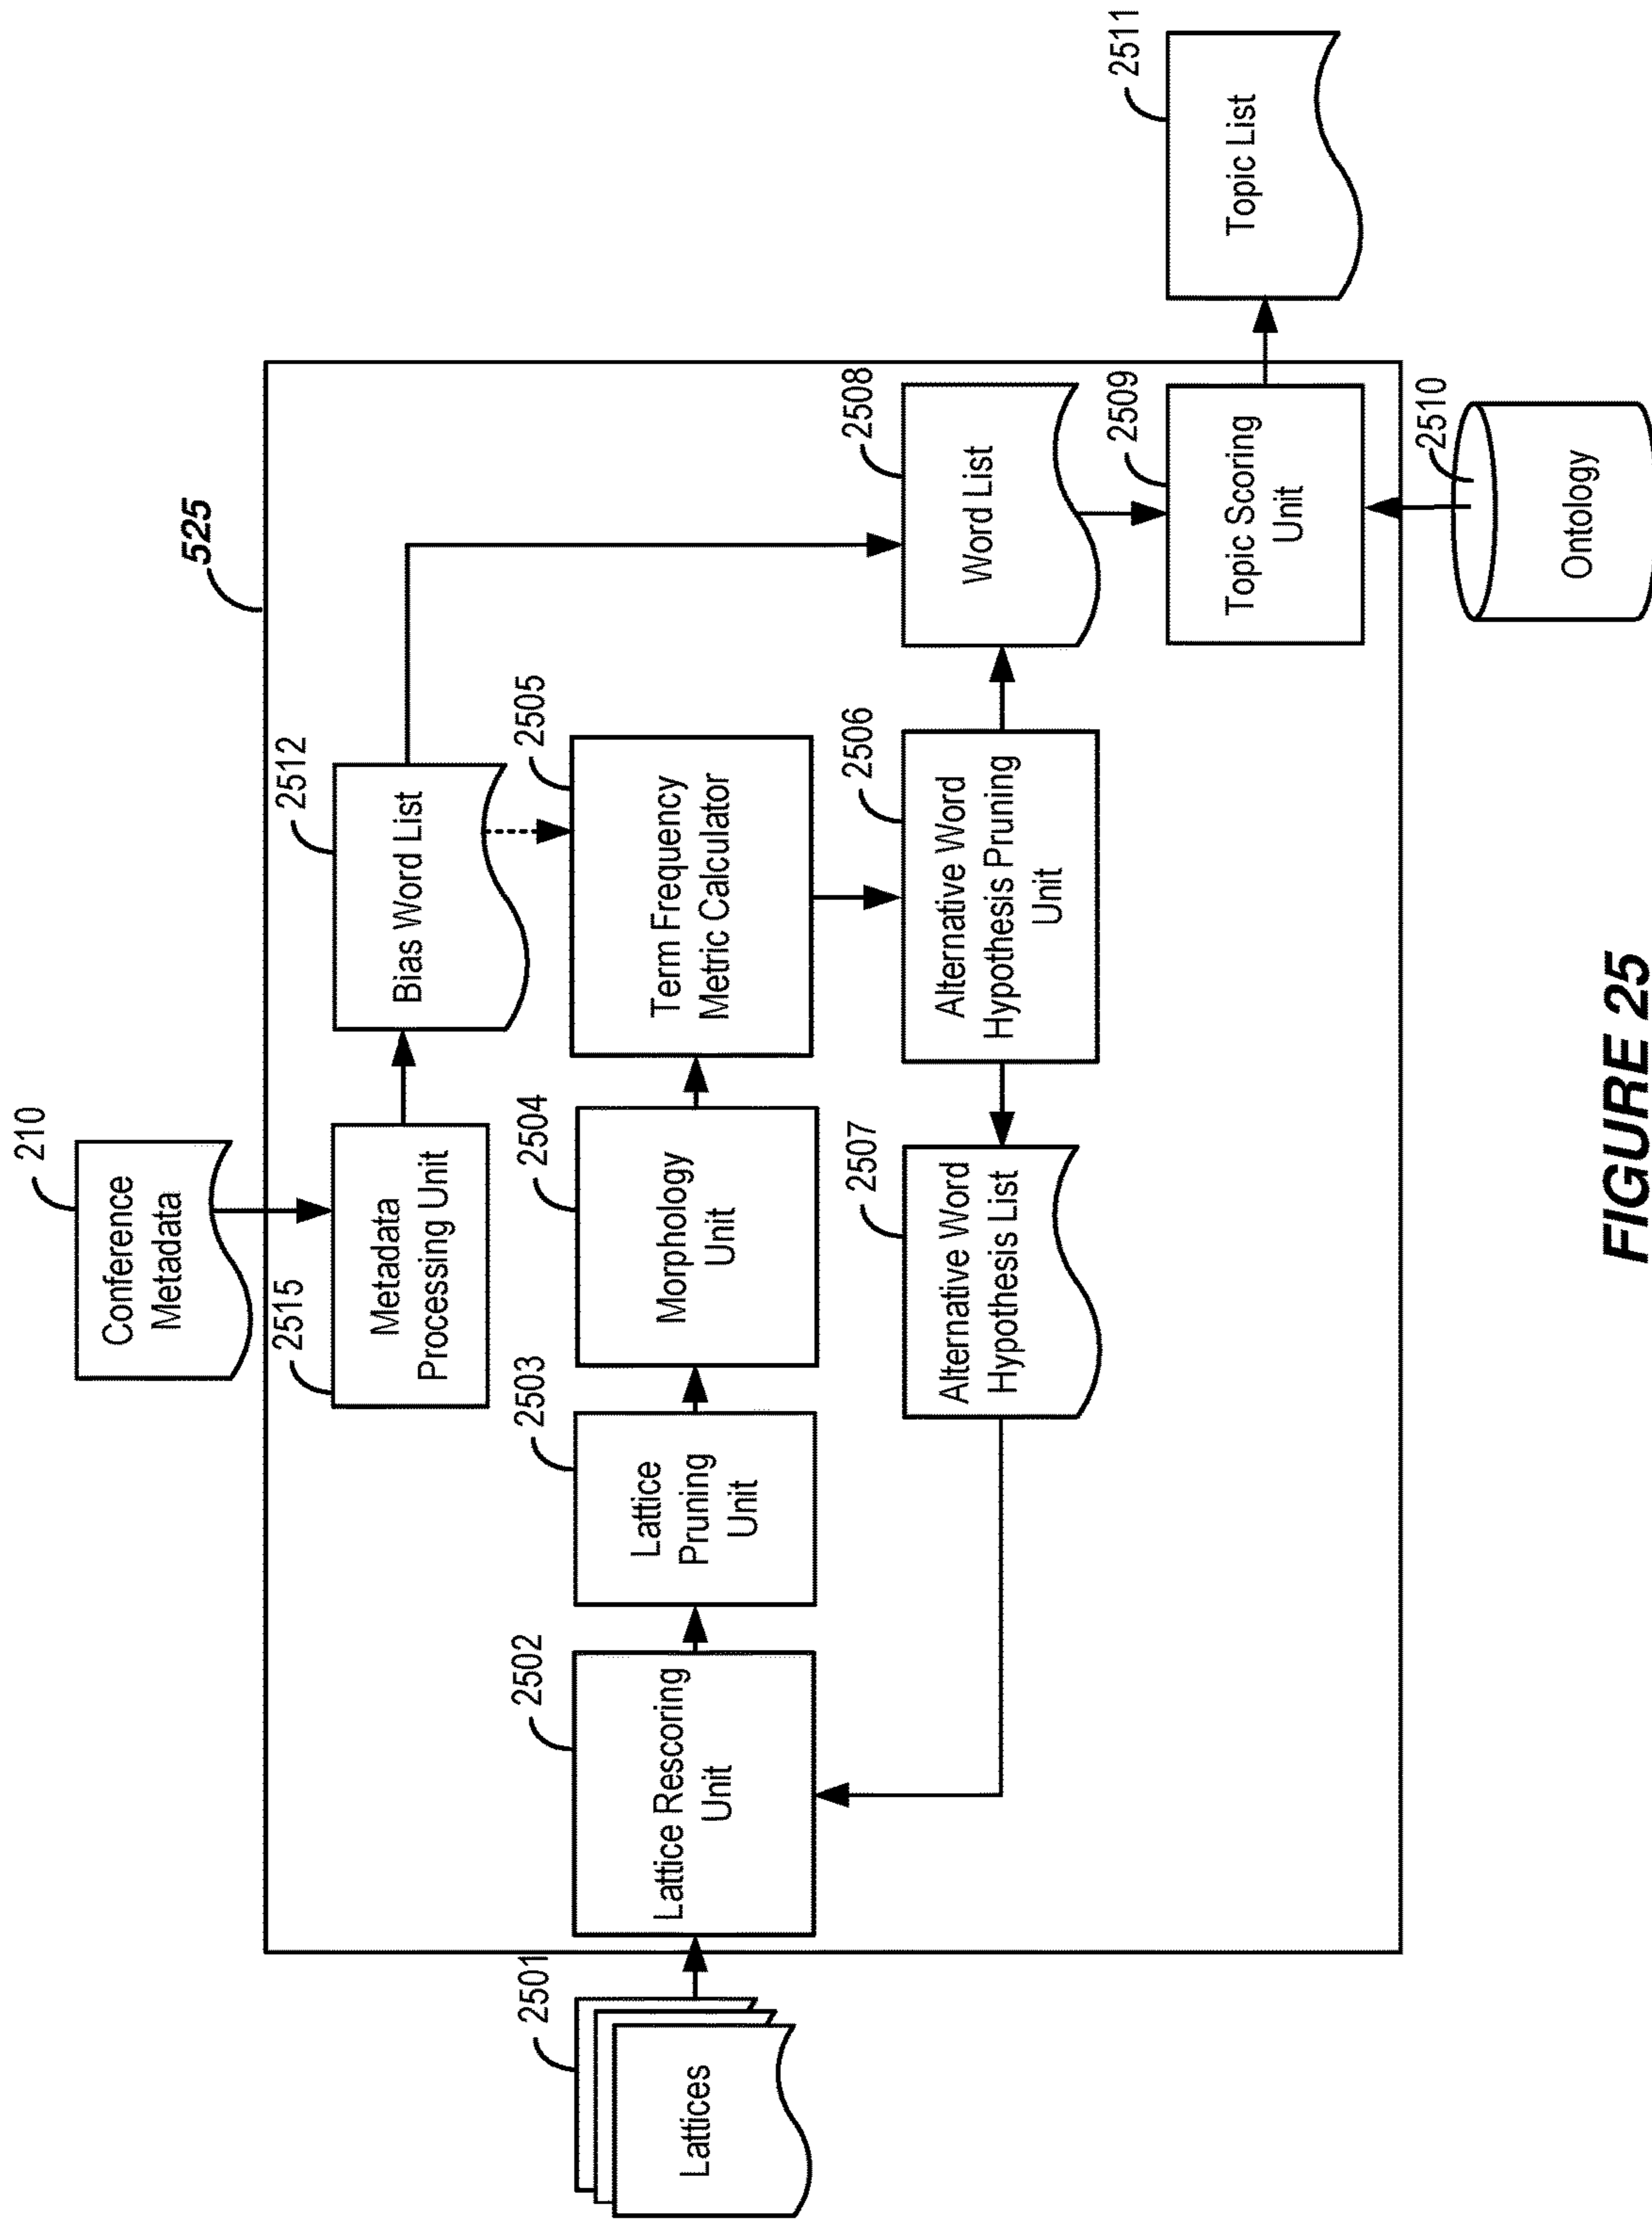 210
Conference
Metadata
525
2515
Metadata
Processing Unit
2512
Bias Word List
2501
Lattices
2502
Lattice Rescoring
Unit
2503
Lattice
Pruning
Unit
2504
Morphology
Unit
2505
Term Frequency
Metric Calculator
2507
Alternative Word
Hypothesis List
2506
Alternative Word
Hypothesis Pruning
Unit
2508
Word List
2509
Topic Scoring
Unit
2511
Topic List
2510
Ontology
FIGURE 25